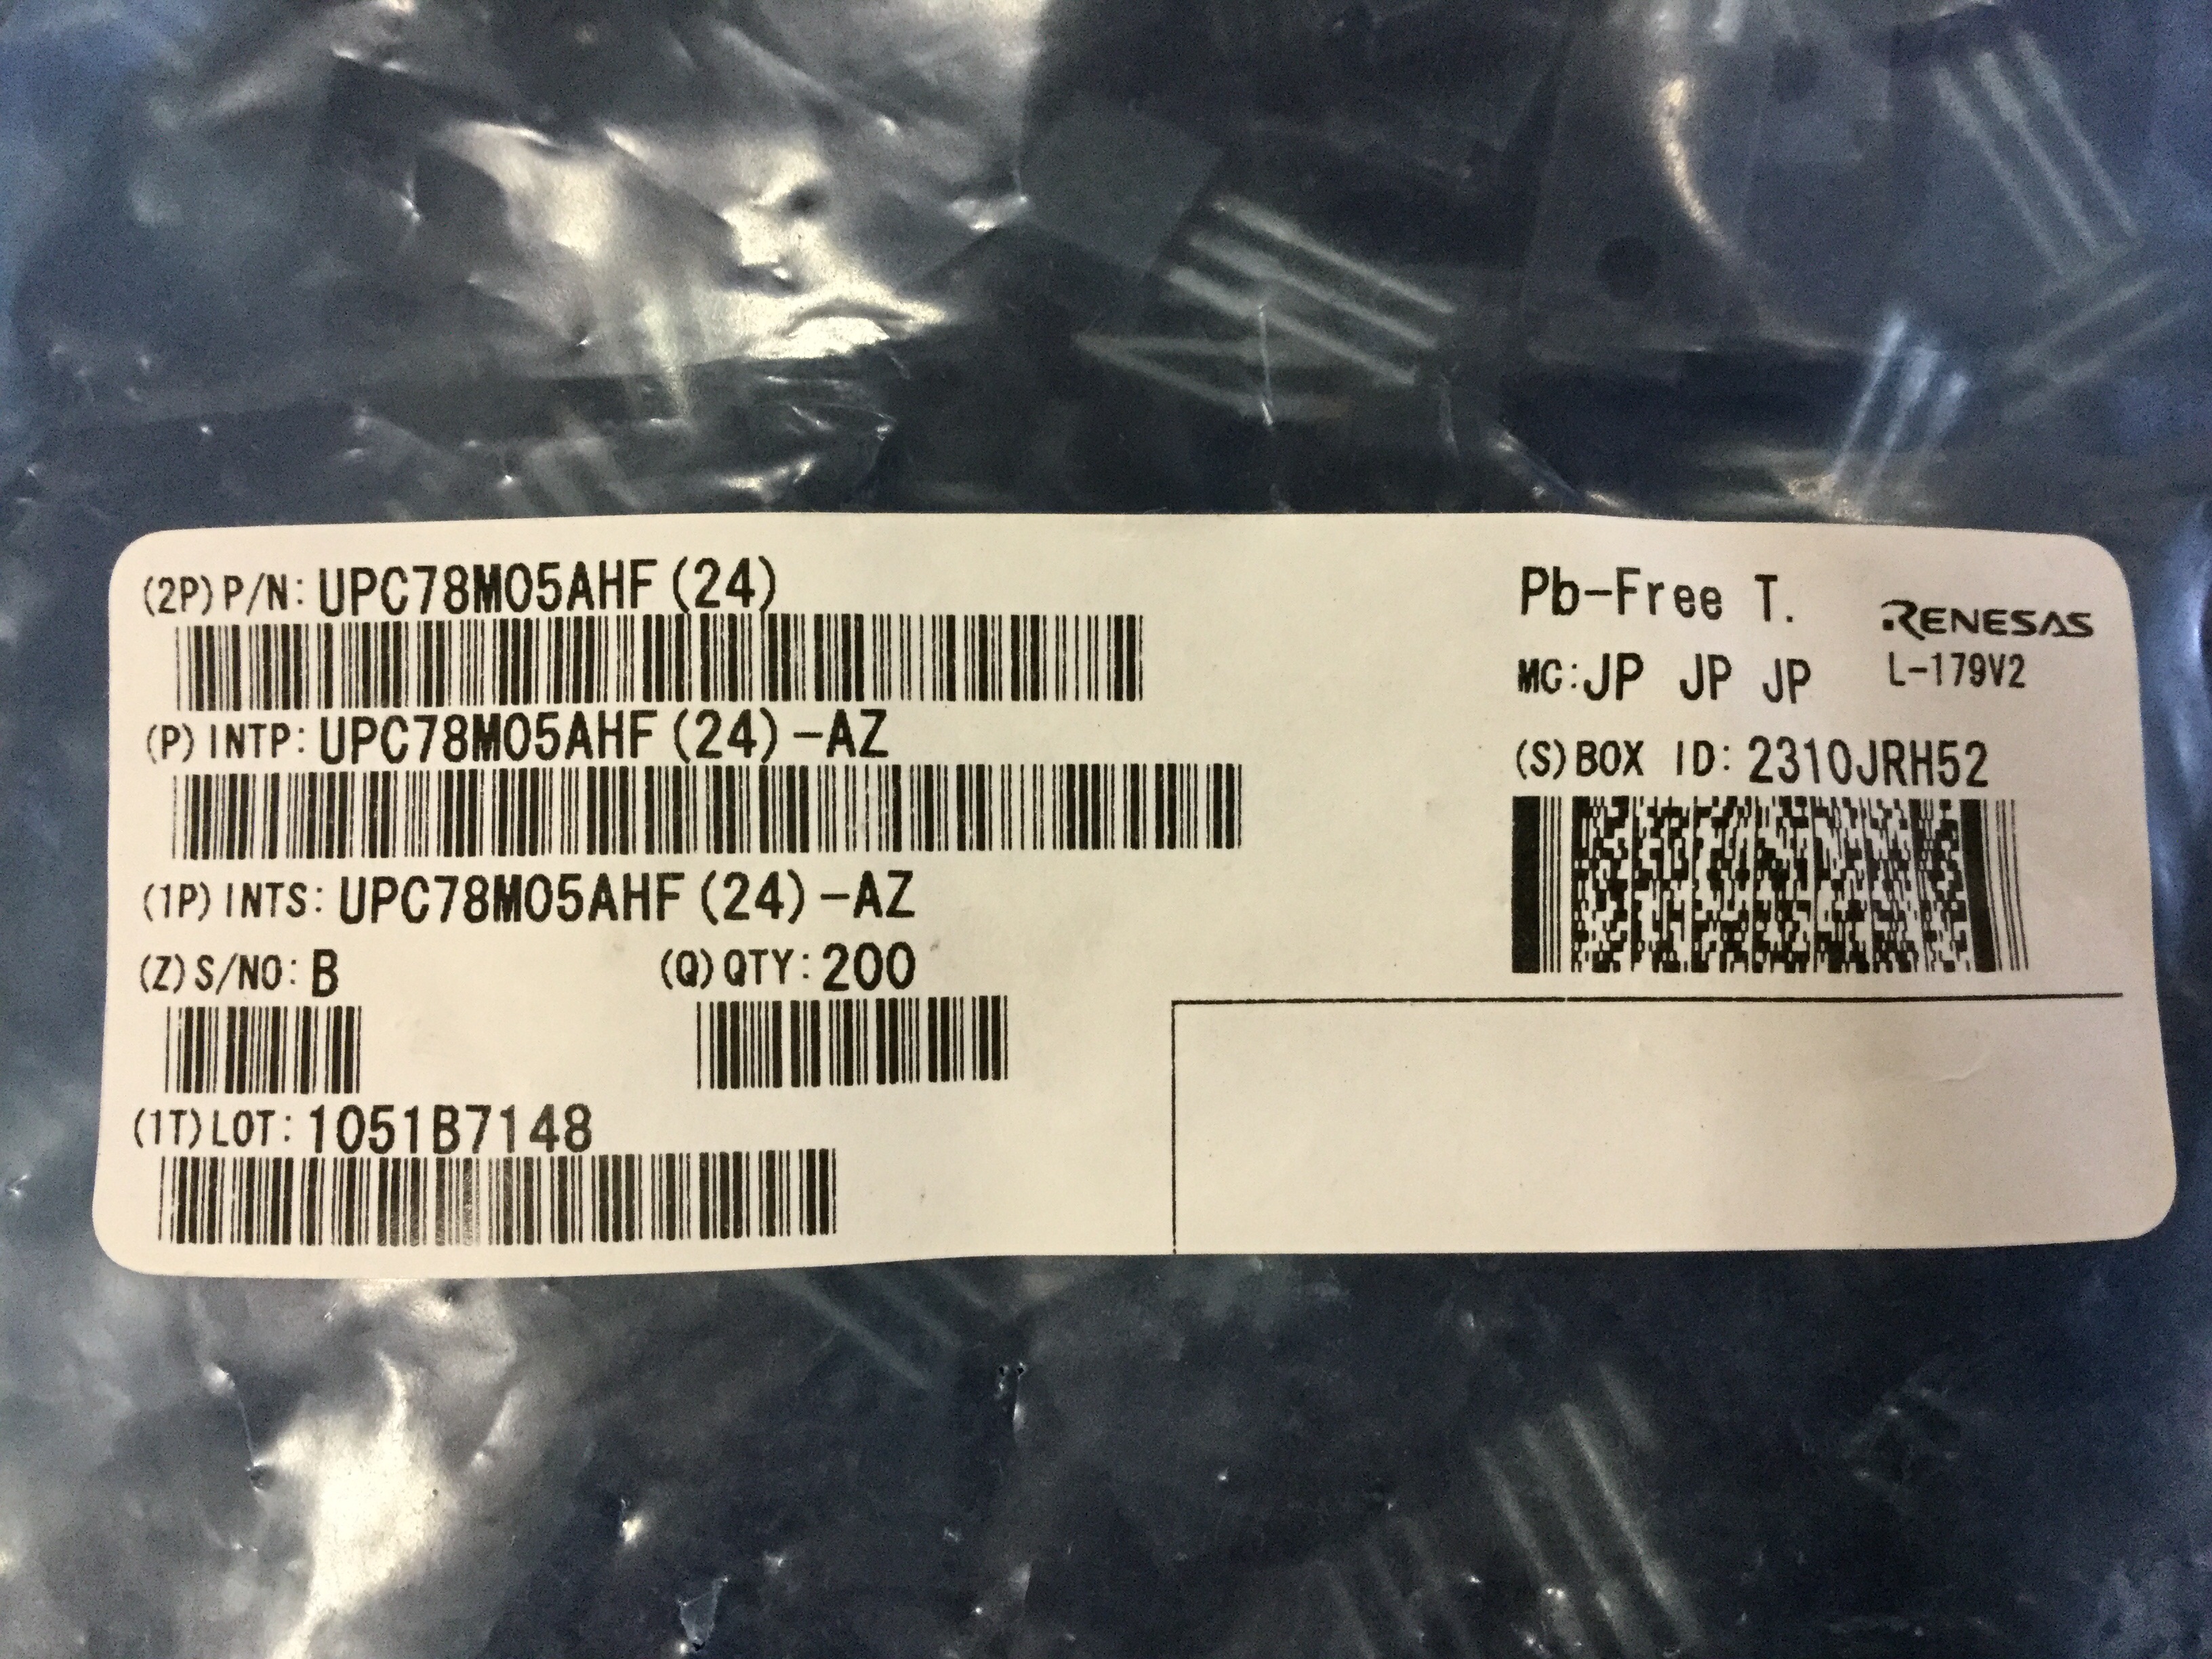 (2P) P/N: UPC78M05AHF(24)
(P) INTP: UPC78M05AHF(24)-AZ
(1P) INTS: UPC78M05AHF(24)-AZ
(Z) S/NO: B (Q) QTY: 200
(1T) LOT: 1051B7148
Pb-Free T. RENESAS
MC: JP JP JP L-179V2
(S) BOX ID: 2310JRH52